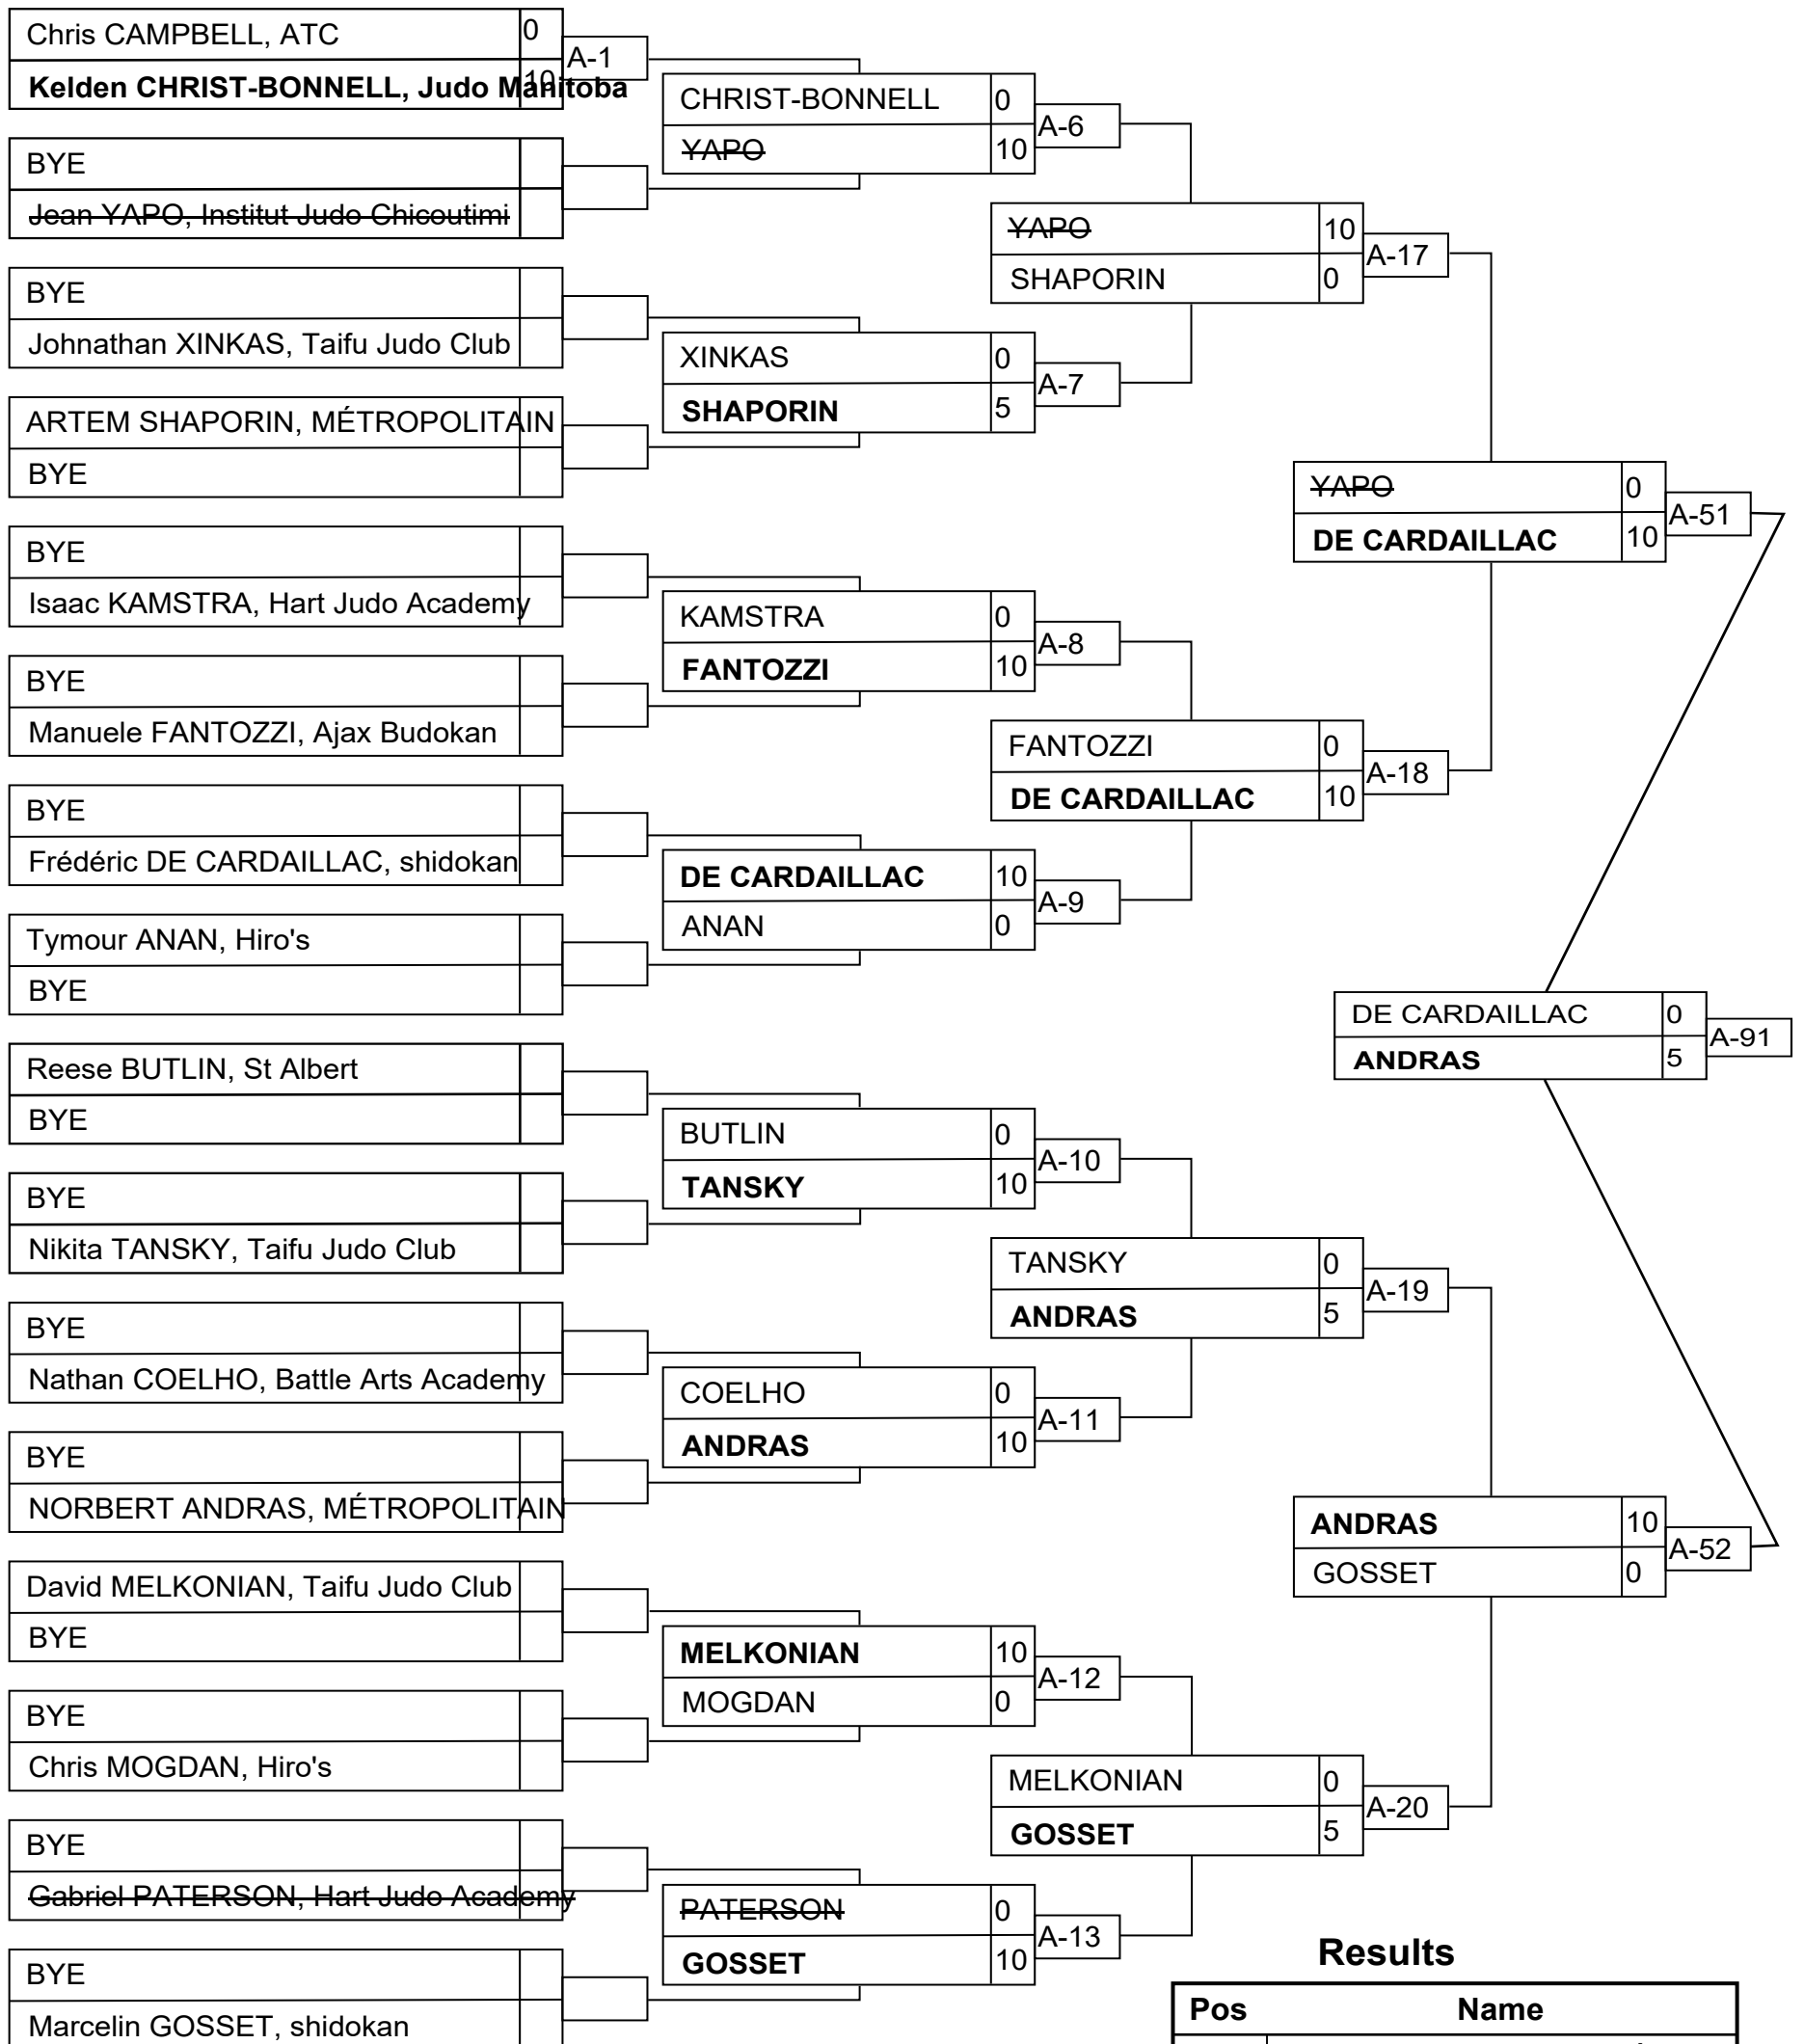 Chris CAMPBELL, ATC 0
A-1
Kelden CHRIST-BONNELL, Judo Manitoba 10
BYE
Jean YAPO, Institut Judo Chicoutimi
BYE
Johnathan XINKAS, Taifu Judo Club
ARTEM SHAPORIN, MÉTROPOLITAIN
BYE
BYE
Isaac KAMSTRA, Hart Judo Academy
BYE
Manuele FANTOZZI, Ajax Budokan
BYE
Frédéric DE CARDAILLAC, shidokan
Tymour ANAN, Hiro's
BYE
Reese BUTLIN, St Albert
BYE
BYE
Nikita TANSKY, Taifu Judo Club
BYE
Nathan COELHO, Battle Arts Academy
BYE
NORBERT ANDRAS, MÉTROPOLITAIN
David MELKONIAN, Taifu Judo Club
BYE
BYE
Chris MOGDAN, Hiro's
BYE
Gabriel PATERSON, Hart Judo Academy
BYE
Marcelin GOSSET, shidokan
CHRIST-BONNELL 0
A-6
YAPO 10
XINKAS 0
A-7
SHAPORIN 5
KAMSTRA 0
A-8
FANTOZZI 10
DE CARDAILLAC 10
A-9
ANAN 0
BUTLIN 0
A-10
TANSKY 10
COELHO 0
A-11
ANDRAS 10
MELKONIAN 10
A-12
MOGDAN 0
PATERSON 0
A-13
GOSSET 10
YAPO 10
A-17
SHAPORIN 0
FANTOZZI 0
A-18
DE CARDAILLAC 10
TANSKY 0
A-19
ANDRAS 5
MELKONIAN 0
A-20
GOSSET 5
YAPO 0
A-51
DE CARDAILLAC 10
ANDRAS 10
A-52
GOSSET 0
DE CARDAILLAC 0
A-91
ANDRAS 5
Results
Pos Name